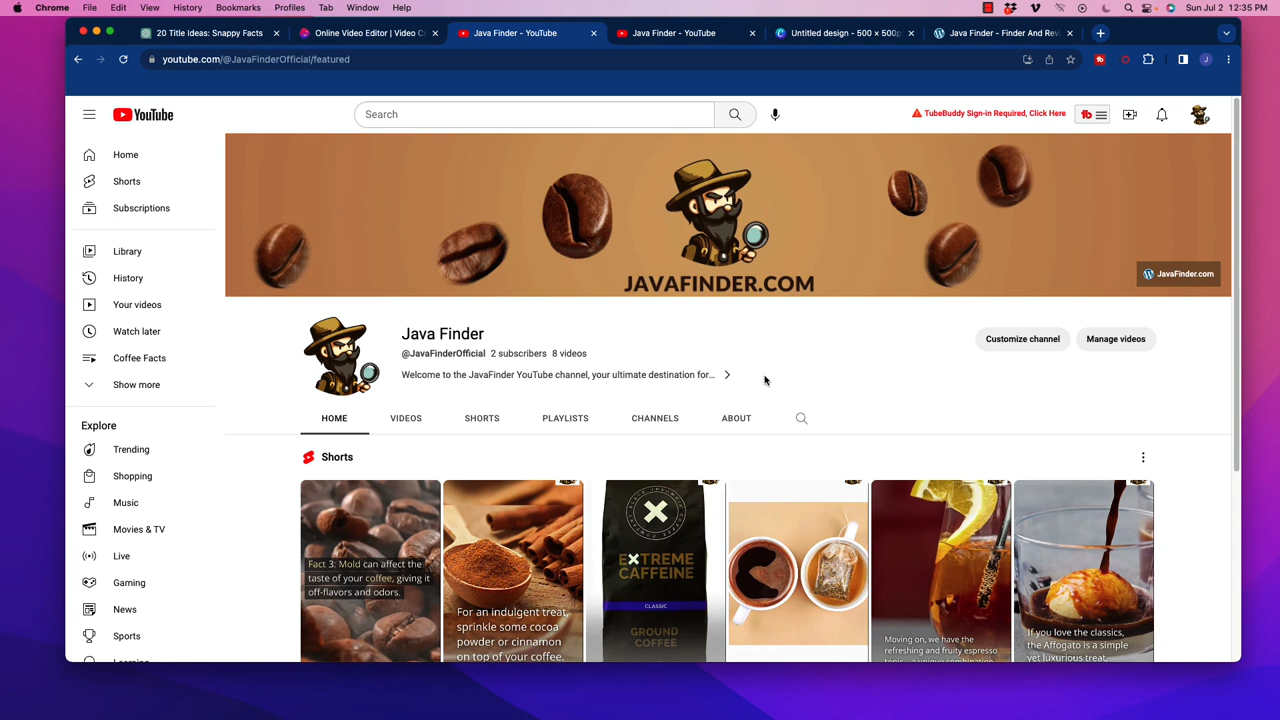 Chrome File Edit View History Bookmarks Profiles Tab Window Help Sun Jul 2 12:35 PM
20 Title Ideas: Snappy Facts Online Video Editor | Video C Java Finder - YouTube Java Finder - YouTube Untitled design - 500 × 500p Java Finder - Finder And Revi
youtube.com/@JavaFinderOfficial/featured
YouTube Search TubeBuddy Sign-in Required, Click Here
JAVAFINDER.COM
JavaFinder.com
Home
Shorts
Subscriptions
Library
History
Your videos
Watch later
Coffee Facts
Show more
Explore
Trending
Shopping
Music
Movies & TV
Live
Gaming
News
Sports
Java Finder
@JavaFinderOfficial 2 subscribers 8 videos
Welcome to the JavaFinder YouTube channel, your ultimate destination for...
Customize channel Manage videos
HOME VIDEOS SHORTS PLAYLISTS CHANNELS ABOUT
Shorts
Fact 3: Mold can affect the
taste of your coffee, giving it
off-flavors and odors.
For an indulgent treat,
sprinkle some cocoa
powder or cinnamon
on top of your coffee.
EXTREME
CAFFEINE
CLASSIC
GROUND
COFFEE
Moving on, we have the
refreshing and fruity espresso
If you love the classics,
the Affogato is a simple
yet luxurious treat,